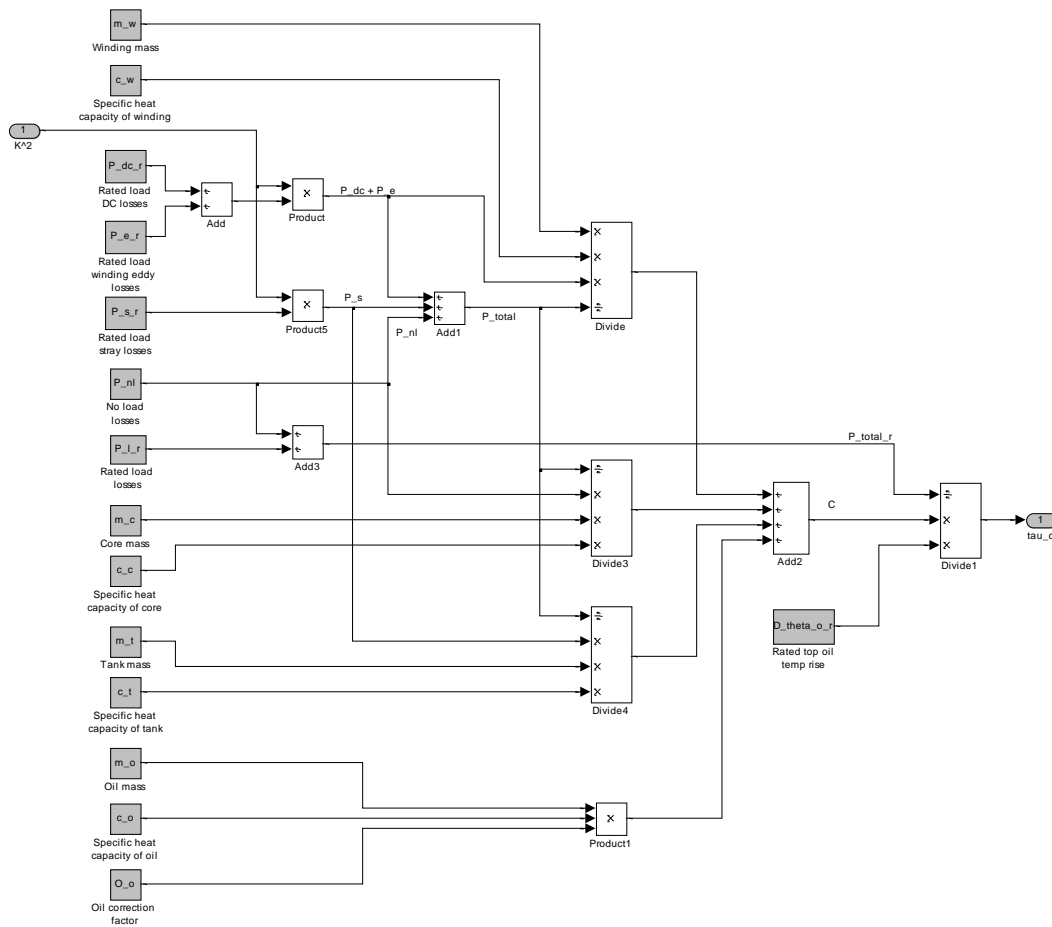 m_w
Winding mass
c_w
Specific heat
capacity of winding
1
K^2
P_dc_r
Rated load
DC losses
Add
Product
P_dc + P_e
P_e_r
Rated load
winding eddy
losses
P_s_r
Rated load
stray losses
Product5
P_s
P_nl
Add1
P_total
Divide
P_nl
No load
losses
P_l_r
Rated load
losses
Add3
P_total_r
m_c
Core mass
c_c
Specific heat
capacity of core
Divide3
Add2
C
Divide1
1
tau_o
D_theta_o_r
Rated top oil
temp rise
m_t
Tank mass
c_t
Specific heat
capacity of tank
Divide4
m_o
Oil mass
c_o
Specific heat
capacity of oil
Product1
O_o
Oil correction
factor